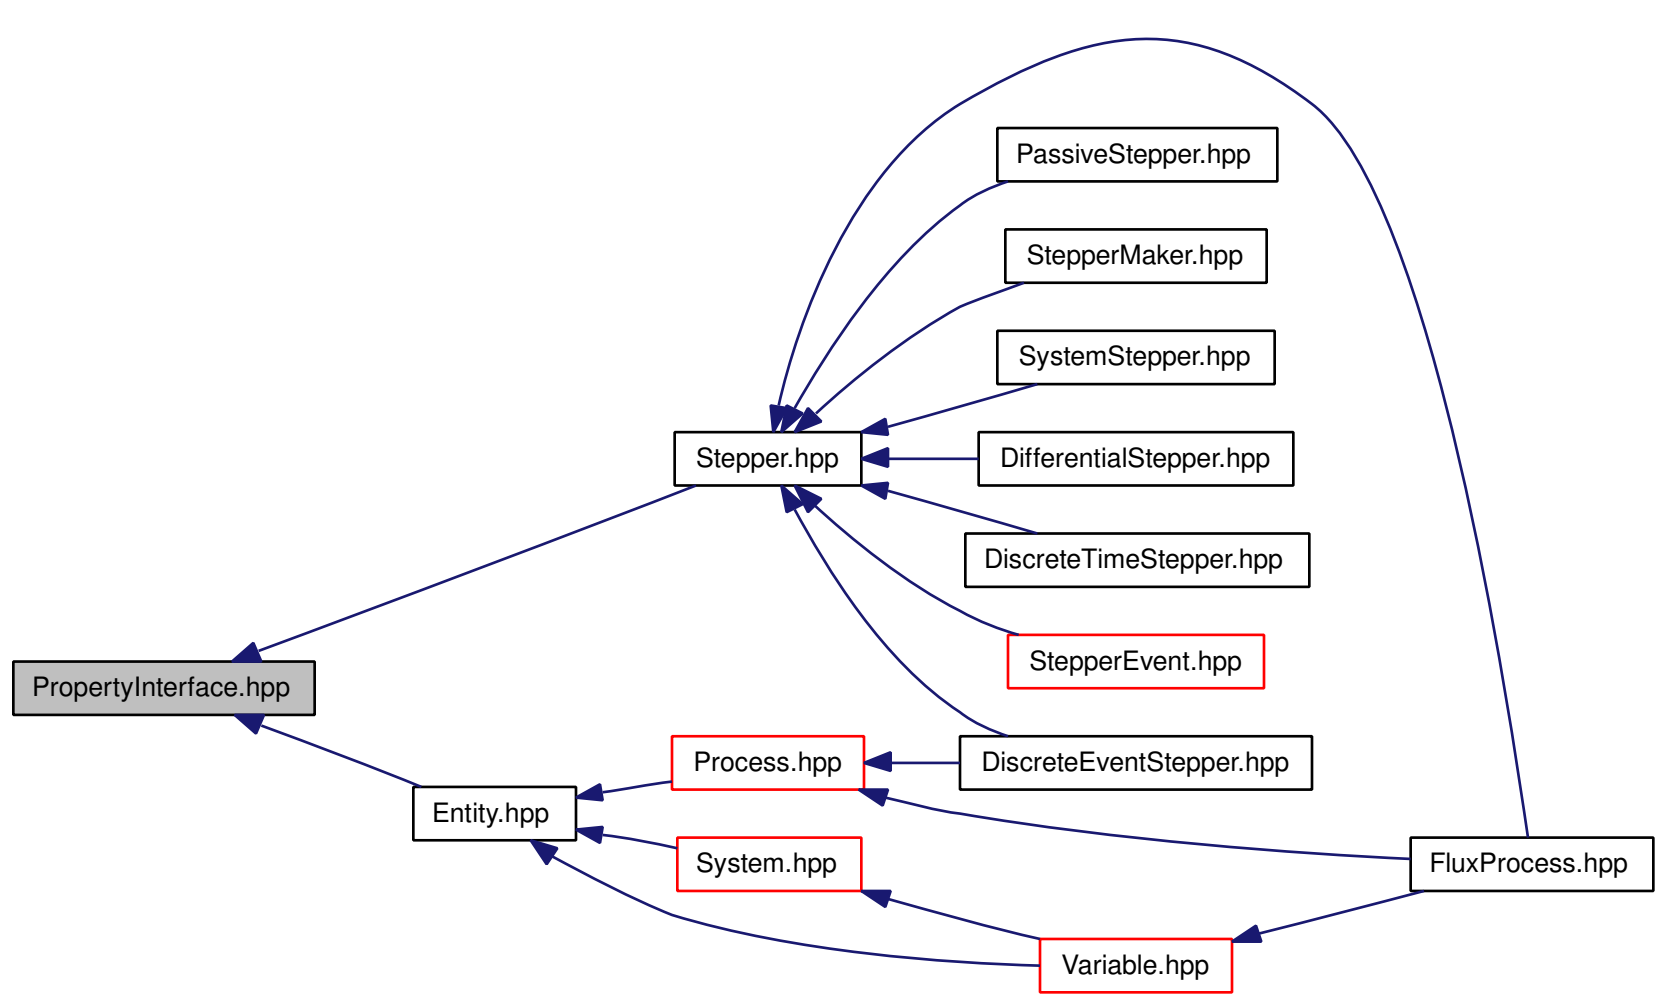 PassiveStepper.hpp
StepperMaker.hpp
SystemStepper.hpp
Stepper.hpp
DifferentialStepper.hpp
DiscreteTimeStepper.hpp
StepperEvent.hpp
PropertyInterface.hpp
Process.hpp
DiscreteEventStepper.hpp
Entity.hpp
System.hpp
FluxProcess.hpp
Variable.hpp